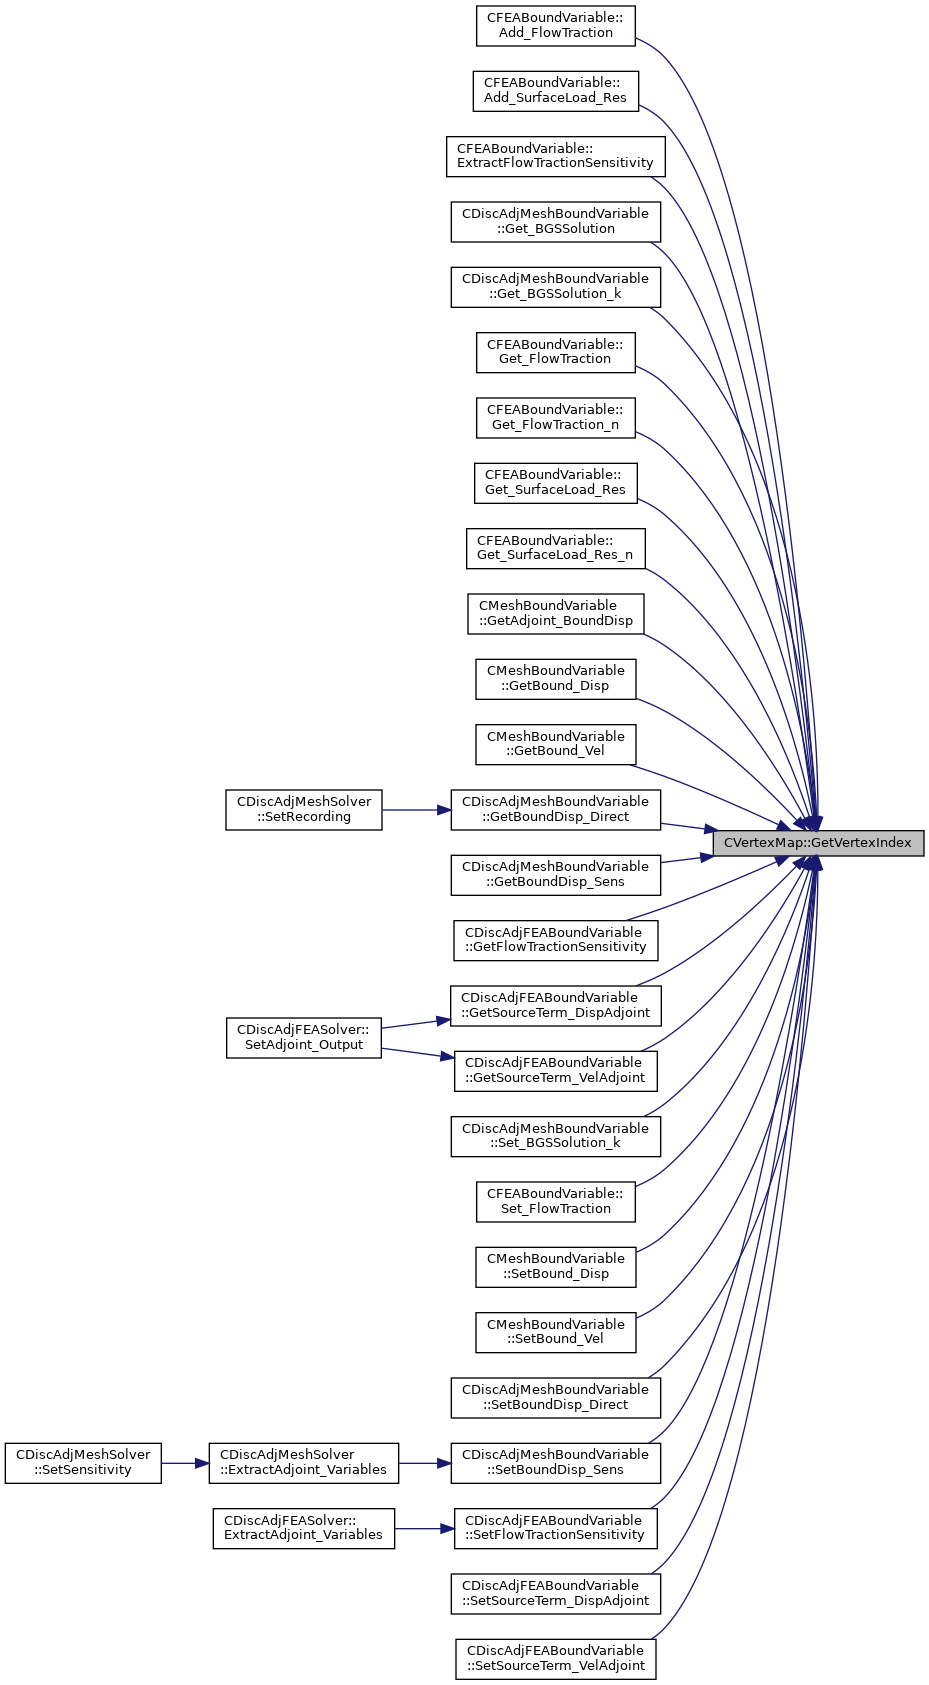 CFEABoundVariable::
Add_FlowTraction
CFEABoundVariable::
Add_SurfaceLoad_Res
CFEABoundVariable::
ExtractFlowTractionSensitivity
CDiscAdjMeshBoundVariable
::Get_BGSSolution
CDiscAdjMeshBoundVariable
::Get_BGSSolution_k
CFEABoundVariable::
Get_FlowTraction
CFEABoundVariable::
Get_FlowTraction_n
CFEABoundVariable::
Get_SurfaceLoad_Res
CFEABoundVariable::
Get_SurfaceLoad_Res_n
CMeshBoundVariable
::GetAdjoint_BoundDisp
CMeshBoundVariable
::GetBound_Disp
CMeshBoundVariable
::GetBound_Vel
CDiscAdjMeshSolver
::SetRecording
CDiscAdjMeshBoundVariable
::GetBoundDisp_Direct
CVertexMap::GetVertexIndex
CDiscAdjMeshBoundVariable
::GetBoundDisp_Sens
CDiscAdjFEABoundVariable
::GetFlowTractionSensitivity
CDiscAdjFEABoundVariable
::GetSourceTerm_DispAdjoint
CDiscAdjFEASolver::
SetAdjoint_Output
CDiscAdjFEABoundVariable
::GetSourceTerm_VelAdjoint
CDiscAdjMeshBoundVariable
::Set_BGSSolution_k
CFEABoundVariable::
Set_FlowTraction
CMeshBoundVariable
::SetBound_Disp
CMeshBoundVariable
::SetBound_Vel
CDiscAdjMeshBoundVariable
::SetBoundDisp_Direct
CDiscAdjMeshSolver
::SetSensitivity
CDiscAdjMeshSolver
::ExtractAdjoint_Variables
CDiscAdjMeshBoundVariable
::SetBoundDisp_Sens
CDiscAdjFEASolver::
ExtractAdjoint_Variables
CDiscAdjFEABoundVariable
::SetFlowTractionSensitivity
CDiscAdjFEABoundVariable
::SetSourceTerm_DispAdjoint
CDiscAdjFEABoundVariable
::SetSourceTerm_VelAdjoint